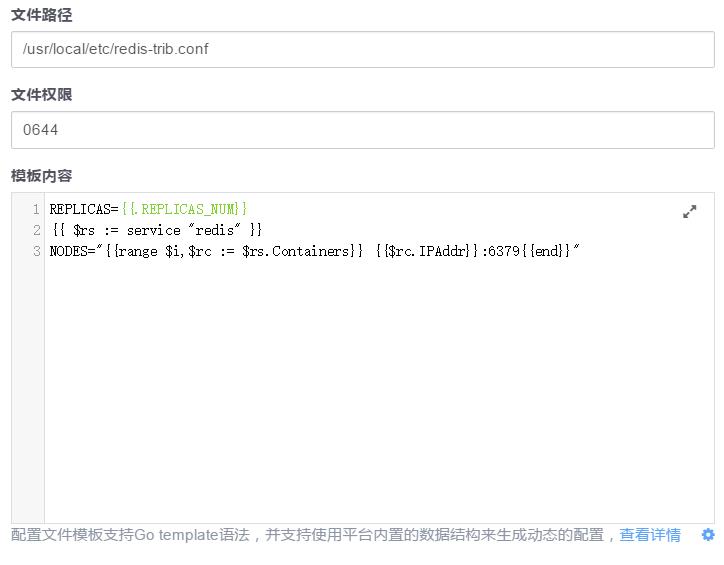 文件路径
/usr/local/etc/redis-trib.conf
文件权限
0644
模板内容
1 REPLICAS={{.REPLICAS_NUM}}
2 {{ $rs := service "redis" }}
3 NODES="{{range $i,$rc := $rs.Containers}} {{$rc.IPAddr}}:6379{{end}}"
配置文件模板支持Go template语法，并支持使用平台内置的数据结构来生成动态的配置，查看详情